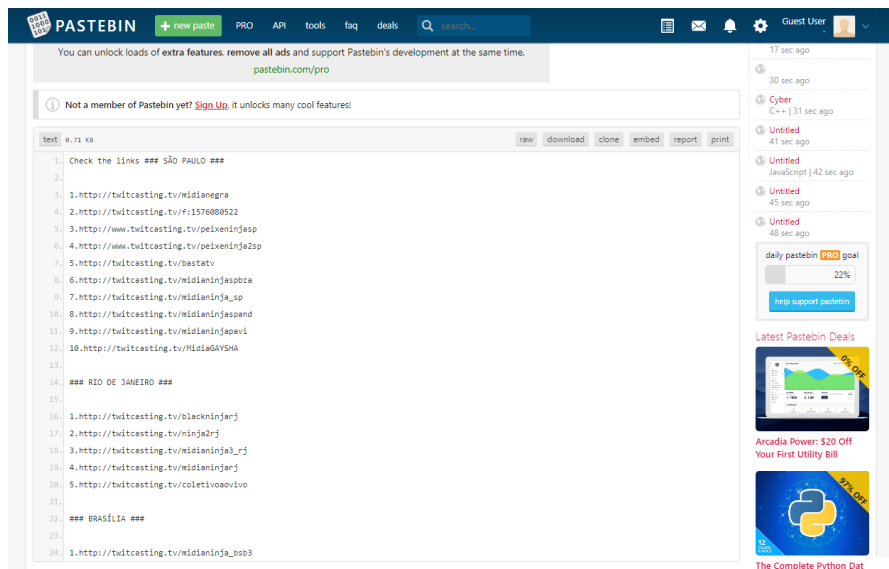 PASTEBIN
+ new paste
PRO
API
tools
faq
deals
search...
Guest User
-
You can unlock loads of extra features, remove all ads and support Pastebin's development at the same time.
pastebin.com/pro
Not a member of Pastebin yet? Sign Up, it unlocks many cool features!
text 0.71 KB
raw download clone embed report print
1. Check the links ### SÃO PAULO ###
2.
3. 1.http://twitcasting.tv/midianegra
4. 2.http://twitcasting.tv/f:1576080522
5. 3.http://www.twitcasting.tv/peixeninjasp
6. 4.http://www.twitcasting.tv/peixeninja2sp
7. 5.http://twitcasting.tv/bastatv
8. 6.http://twitcasting.tv/midianinjaspbza
9. 7.http://twitcasting.tv/midianinja_sp
10. 8.http://twitcasting.tv/midianinjaspand
11. 9.http://twitcasting.tv/midianinjapavi
12. 10.http://twitcasting.tv/MidiaGAYSHA
13.
14. ### RIO DE JANEIRO ###
15.
16. 1.http://twitcasting.tv/blackninjarj
17. 2.http://twitcasting.tv/ninja2rj
18. 3.http://twitcasting.tv/midianinja3_rj
19. 4.http://twitcasting.tv/midianinjarj
20. 5.http://twitcasting.tv/coletivoaovivo
21.
22. ### BRASÍLIA ###
23.
24. 1.http://twitcasting.tv/midianinja_bsb3
17 sec ago
30 sec ago
Cyber
C++ | 31 sec ago
Untitled
41 sec ago
Untitled
JavaScript | 42 sec ago
Untitled
45 sec ago
Untitled
48 sec ago
daily pastebin PRO goal
22%
help support pastebin
Latest Pastebin Deals
0% OFF
Arcadia Power: $20 Off
Your First Utility Bill
97% OFF
12
The Complete Python Dat